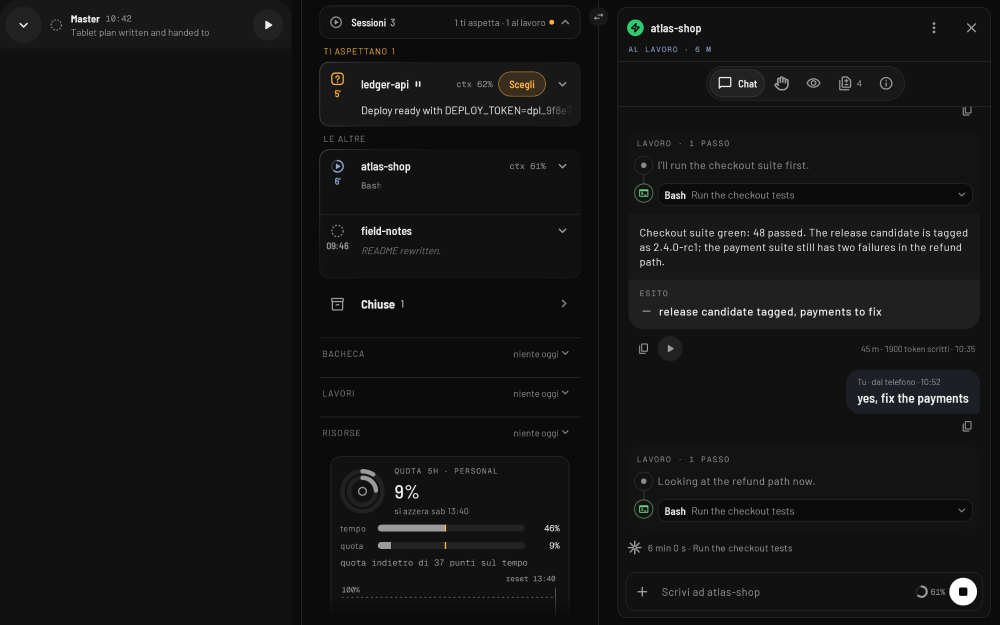 Master 10:42
Tablet plan written and handed to
Sessioni 3
1 ti aspetta · 1 al lavoro
TI ASPETTANO 1
5'
ledger-api
ctx 62%
Scegli
Deploy ready with DEPLOY_TOKEN=dpl_9f8e
LE ALTRE
6'
atlas-shop
ctx 61%
Bash
09:46
field-notes
README rewritten.
Chiuse 1
BACHECA
niente oggi
LAVORI
niente oggi
RISORSE
niente oggi
QUOTA 5H · PERSONAL
9%
si azzera sab 13:40
tempo
46%
quota
9%
quota indietro di 37 punti sul tempo
reset 13:40
100%
atlas-shop
AL LAVORO · 6 M
Chat
4
LAVORO · 1 PASSO
I'll run the checkout suite first.
Bash Run the checkout tests
Checkout suite green: 48 passed. The release candidate is tagged
as 2.4.0-rc1; the payment suite still has two failures in the refund
path.
ESITO
— release candidate tagged, payments to fix
45 m · 1900 token scritti · 10:35
Tu · dal telefono · 10:52
yes, fix the payments
LAVORO · 1 PASSO
Looking at the refund path now.
Bash Run the checkout tests
6 min 0 s · Run the checkout tests
Scrivi ad atlas-shop
61%